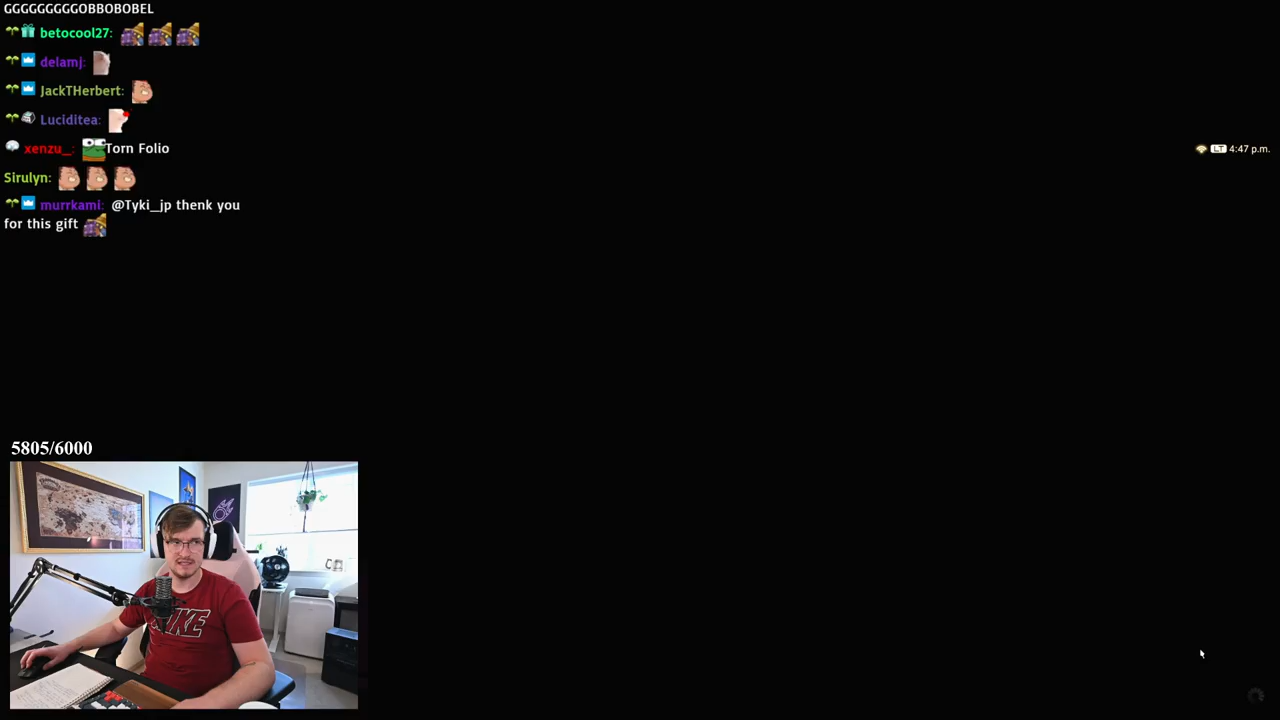 GGGGGGGGGOBBOBOBEL
betocool27:
delamj:
JackTHerbert:
Luciditea:
xenzu_: Torn Folio
LT 4:47 p.m.
Sirulyn:
murrkami: @Tyki_jp thenk you
for this gift
5805/6000
NIKE